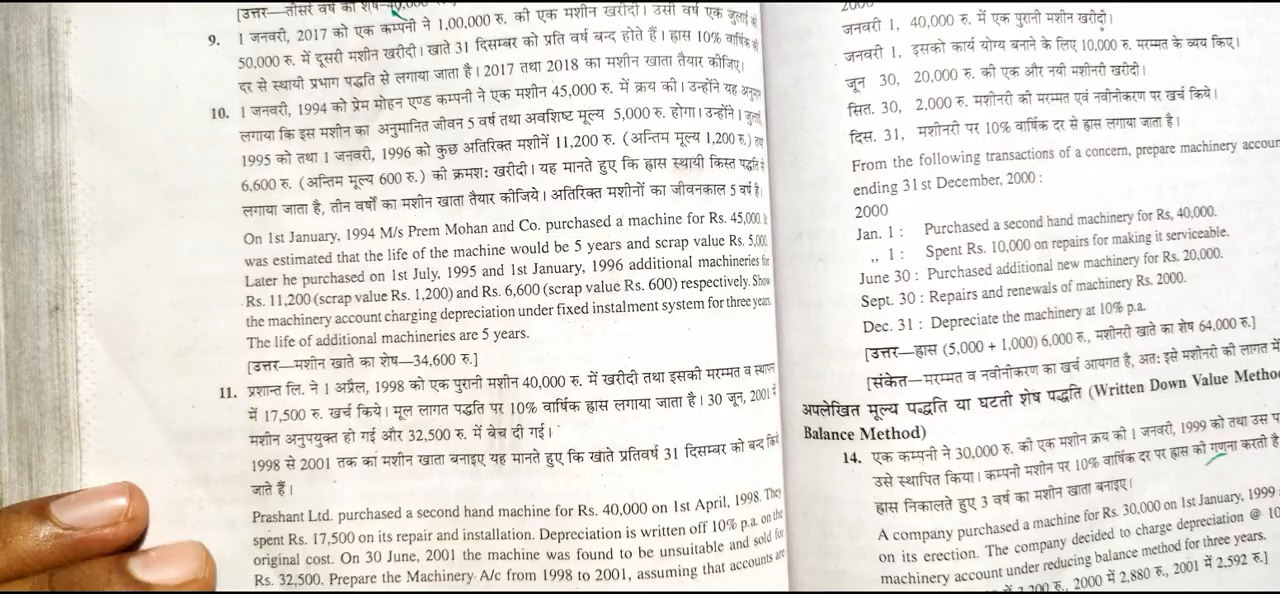 [उत्तर—तीसरे वर्ष का शेष-40,000
9. 1 जनवरी, 2017 को एक कम्पनी ने 1,00,000 रु. की एक मशीन खरीदी। उसी वर्ष एक जुलाई को
50,000 रु. में दूसरी मशीन खरीदी। खाते 31 दिसम्बर को प्रति वर्ष बन्द होते हैं। ह्रास 10% वार्षिक की
दर से स्थायी प्रभाग पद्धति से लगाया जाता है। 2017 तथा 2018 का मशीन खाता तैयार कीजिए।
10. 1 जनवरी, 1994 को प्रेम मोहन एण्ड कम्पनी ने एक मशीन 45,000 रु. में क्रय की। उन्होंने यह अनुमान
लगाया कि इस मशीन का अनुमानित जीवन 5 वर्ष तथा अवशिष्ट मूल्य 5,000 रु. होगा। उन्होंने 1 जुलाई
1995 को तथा 1 जनवरी, 1996 को कुछ अतिरिक्त मशीनें 11,200 रु. (अन्तिम मूल्य 1,200 रु.) तथा
6,600 रु. (अन्तिम मूल्य 600 रु.) की क्रमशः खरीदी। यह मानते हुए कि ह्रास स्थायी किस्त पद्धति से
लगाया जाता है, तीन वर्षों का मशीन खाता तैयार कीजिये। अतिरिक्त मशीनों का जीवनकाल 5 वर्ष है।
On 1st January, 1994 M/s Prem Mohan and Co. purchased a machine for Rs. 45,000. It
was estimated that the life of the machine would be 5 years and scrap value Rs. 5,000.
Later he purchased on 1st July, 1995 and 1st January, 1996 additional machineries for
Rs. 11,200 (scrap value Rs. 1,200) and Rs. 6,600 (scrap value Rs. 600) respectively. Show
the machinery account charging depreciation under fixed instalment system for three years.
The life of additional machineries are 5 years.
[उत्तर—मशीन खाते का शेष—34,600 रु.]
11. प्रशान्त लि. ने 1 अप्रेल, 1998 को एक पुरानी मशीन 40,000 रु. में खरीदी तथा इसकी मरम्मत व स्थापन
में 17,500 रु. खर्च किये। मूल लागत पद्धति पर 10% वार्षिक ह्रास लगाया जाता है। 30 जून, 2001 में
मशीन अनुपयुक्त हो गई और 32,500 रु. में बेच दी गई।
1998 से 2001 तक का मशीन खाता बनाइए यह मानते हुए कि खाते प्रतिवर्ष 31 दिसम्बर को बन्द किये
जाते हैं।
Prashant Ltd. purchased a second hand machine for Rs. 40,000 on 1st April, 1998. They
spent Rs. 17,500 on its repair and installation. Depreciation is written off 10% p.a. on the
original cost. On 30 June, 2001 the machine was found to be unsuitable and sold for
Rs. 32,500. Prepare the Machinery A/c from 1998 to 2001, assuming that accounts are
2000
जनवरी 1, 40,000 रु. में एक पुरानी मशीन खरीदी।
जनवरी 1, इसको कार्य योग्य बनाने के लिए 10,000 रु. मरम्मत के व्यय किए।
जून 30, 20,000 रु. की एक और नयी मशीनरी खरीदी।
सित. 30, 2,000 रु. मशीनरी की मरम्मत एवं नवीनीकरण पर खर्च किये।
दिस. 31, मशीनरी पर 10% वार्षिक दर से ह्रास लगाया जाता है।
From the following transactions of a concern, prepare machinery accoun
ending 31st December, 2000 :
2000
Jan. 1 : Purchased a second hand machinery for Rs, 40,000.
,, 1 : Spent Rs. 10,000 on repairs for making it serviceable.
June 30 : Purchased additional new machinery for Rs. 20,000.
Sept. 30 : Repairs and renewals of machinery Rs. 2000.
Dec. 31 : Depreciate the machinery at 10% p.a.
[उत्तर—ह्रास (5,000 + 1,000) 6,000 रु., मशीनरी खाते का शेष 64,000 रु.]
[संकेत—मरम्मत व नवीनीकरण का खर्च आयगत है, अतः इसे मशीनरी की लागत में
अपलेखित मूल्य पद्धति या घटती शेष पद्धति (Written Down Value Metho
Balance Method)
14. एक कम्पनी ने 30,000 रु. की एक मशीन क्रय की 1 जनवरी, 1999 को तथा उस प
उसे स्थापित किया। कम्पनी मशीन पर 10% वार्षिक दर पर ह्रास की गणना करती है
ह्रास निकालते हुए 3 वर्ष का मशीन खाता बनाइए।
A company purchased a machine for Rs. 30,000 on 1st January, 1999
on its erection. The company decided to charge depreciation @ 10
machinery account under reducing balance method for three years.
में 3,200 रु., 2000 में 2,880 रु., 2001 में 2,592 रु.]